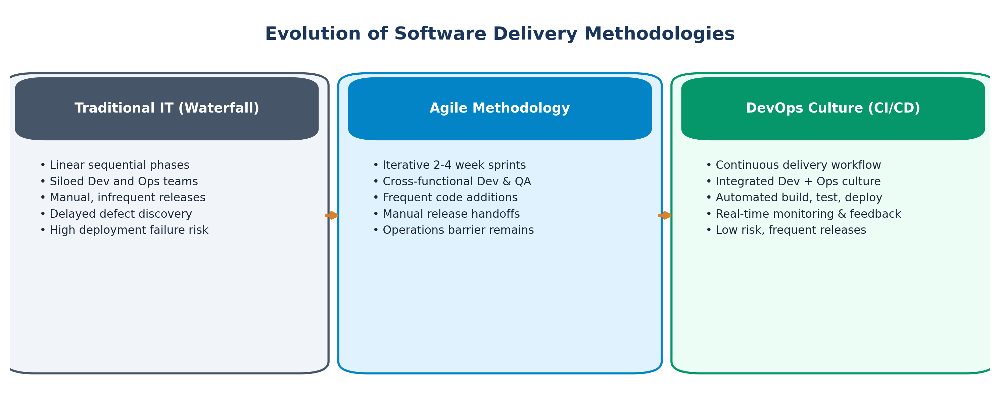 Evolution of Software Delivery Methodologies
Traditional IT (Waterfall)
• Linear sequential phases
• Siloed Dev and Ops teams
• Manual, infrequent releases
• Delayed defect discovery
• High deployment failure risk
Agile Methodology
• Iterative 2-4 week sprints
• Cross-functional Dev & QA
• Frequent code additions
• Manual release handoffs
• Operations barrier remains
DevOps Culture (CI/CD)
• Continuous delivery workflow
• Integrated Dev + Ops culture
• Automated build, test, deploy
• Real-time monitoring & feedback
• Low risk, frequent releases